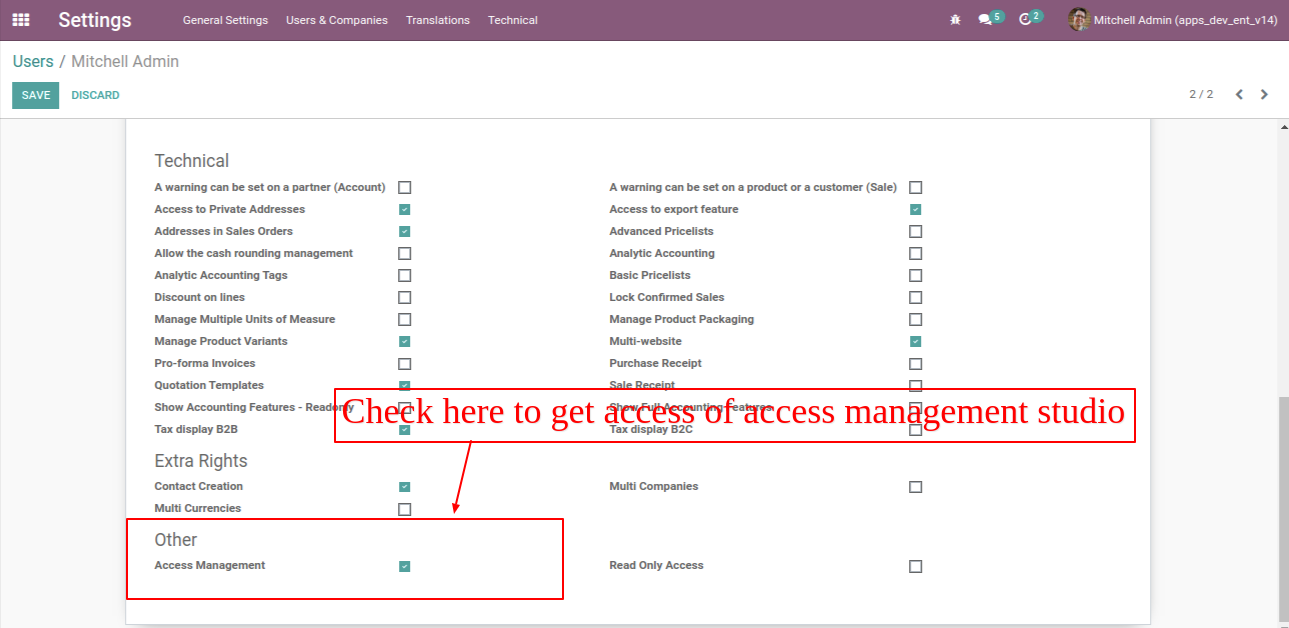 Settings General Settings Users & Companies Translations Technical 5 2 Mitchell Admin (apps_dev_ent_v14)
Users / Mitchell Admin
SAVE DISCARD 2 / 2
Technical
A warning can be set on a partner (Account) A warning can be set on a product or a customer (Sale)
Access to Private Addresses Access to export feature
Addresses in Sales Orders Advanced Pricelists
Allow the cash rounding management Analytic Accounting
Analytic Accounting Tags Basic Pricelists
Discount on lines Lock Confirmed Sales
Manage Multiple Units of Measure Manage Product Packaging
Manage Product Variants Multi-website
Pro-forma Invoices Purchase Receipt
Quotation Templates Sale Receipt
Show Accounting Features - Readonly Show Full Accounting Features
Check here to get access of access management studio
Tax display B2B Tax display B2C
Extra Rights
Contact Creation Multi Companies
Multi Currencies
Other
Access Management Read Only Access